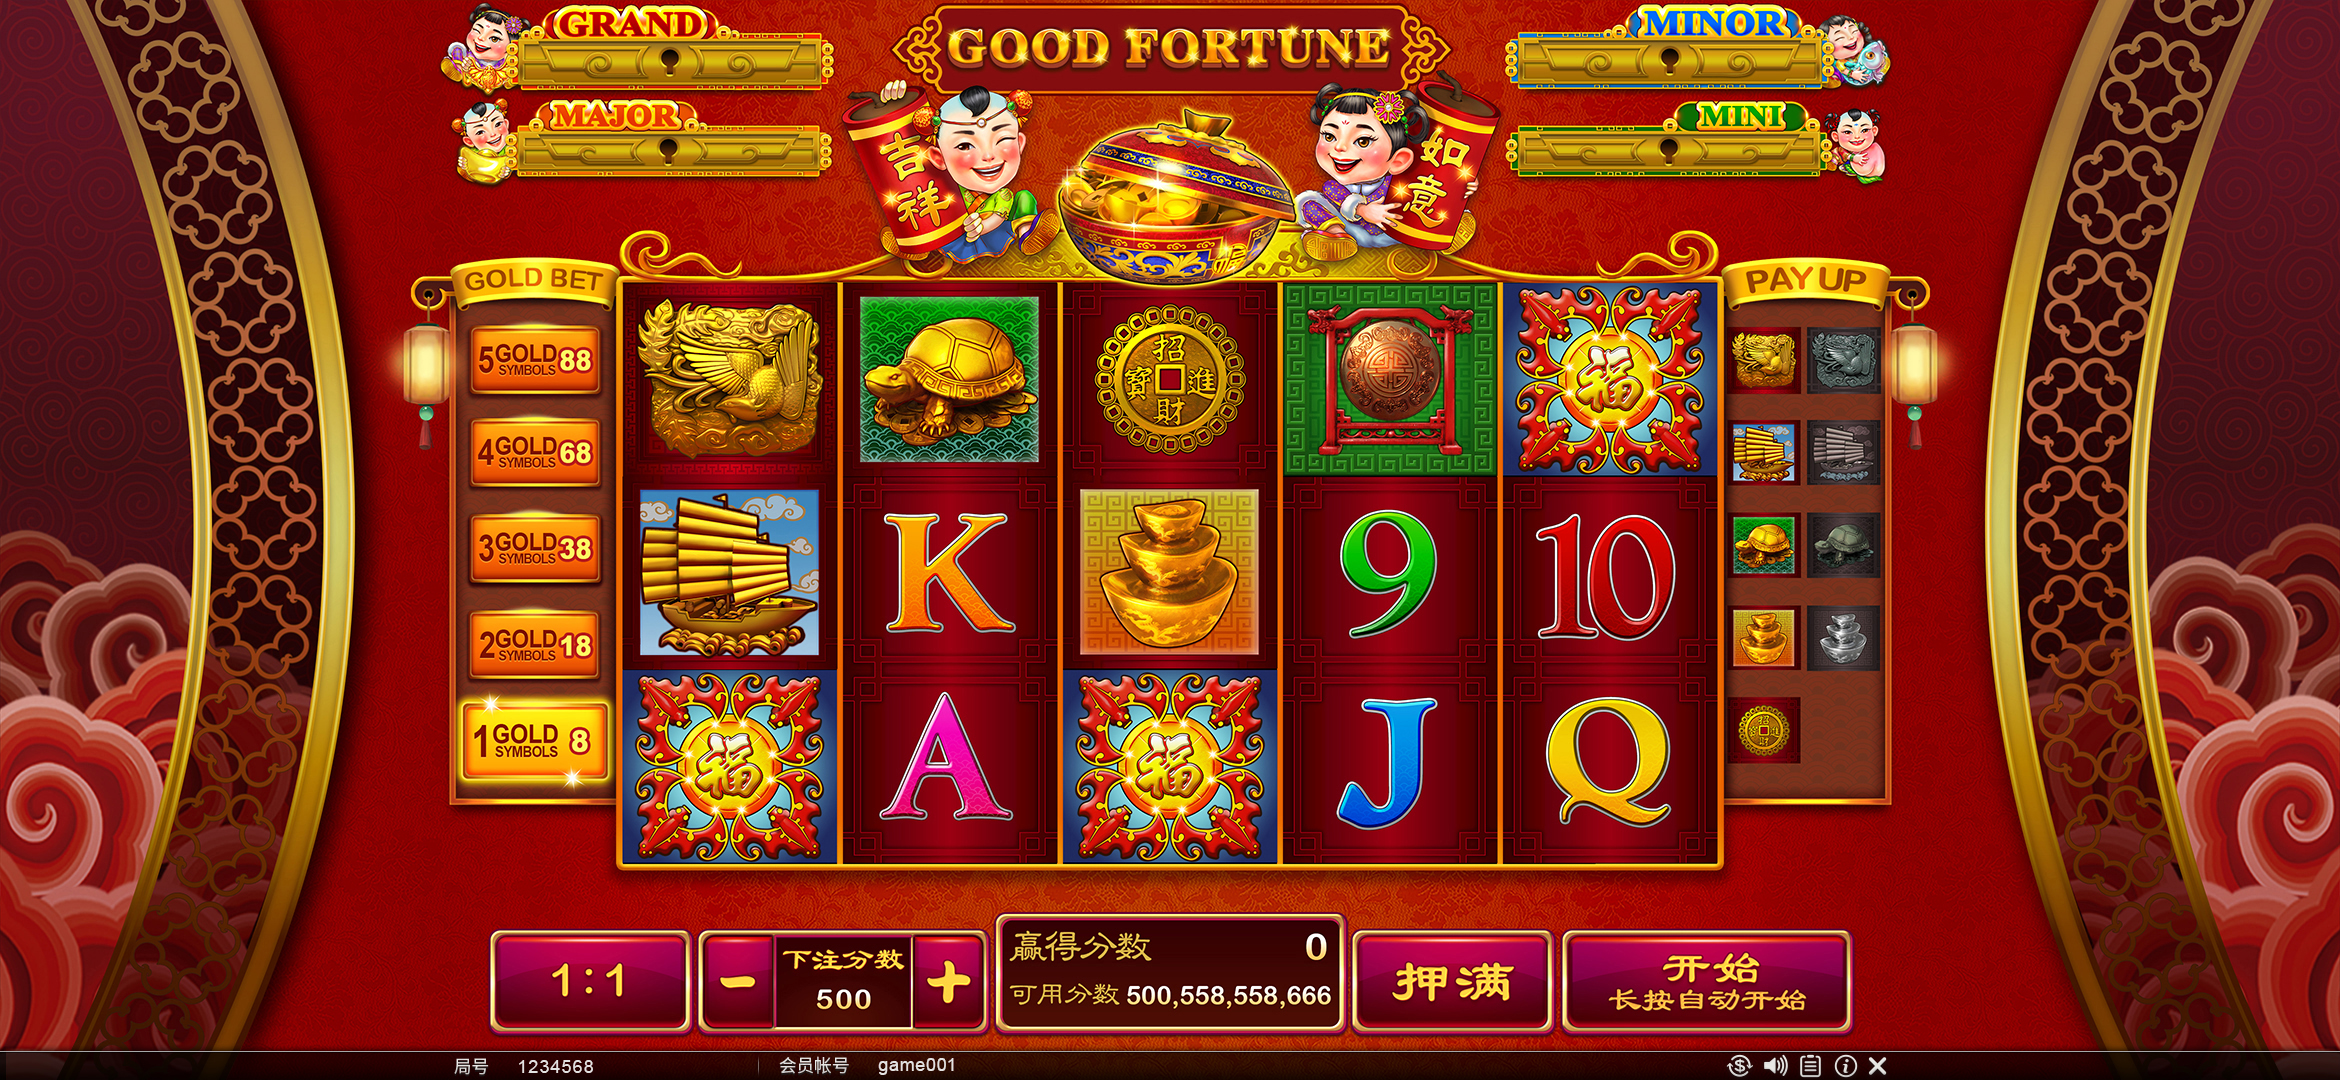 GRAND
GOOD FORTUNE
MINOR
MAJOR
MINI
吉祥
如意
GOLD BET
PAY UP
5 GOLD SYMBOLS 88
4 GOLD SYMBOLS 68
3 GOLD SYMBOLS 38
2 GOLD SYMBOLS 18
1 GOLD SYMBOLS 8
招
寶 進
財
福
K
9
10
福
A
福
J
Q
1:1
−
下注分数
500
+
赢得分数 0
可用分数 500,558,558,666
押满
开始
长按自动开始
局号 1234568
会员帐号 game001